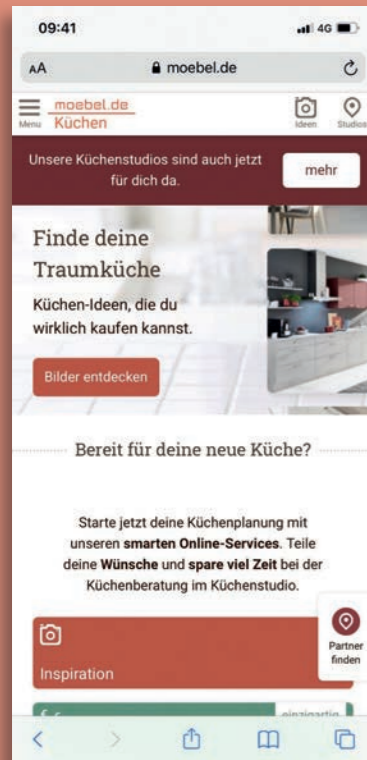 09:41
4G
AA
moebel.de
Menu
moebel.de
Küchen
Ideen
Studios
Unsere Küchenstudios sind auch jetzt
für dich da.
mehr
Finde deine
Traumküche
Küchen-Ideen, die du
wirklich kaufen kannst.
Bilder entdecken
Bereit für deine neue Küche?
Starte jetzt deine Küchenplanung mit
unseren smarten Online-Services. Teile
deine Wünsche und spare viel Zeit bei der
Küchenberatung im Küchenstudio.
Partner
finden
Inspiration
einzigartig